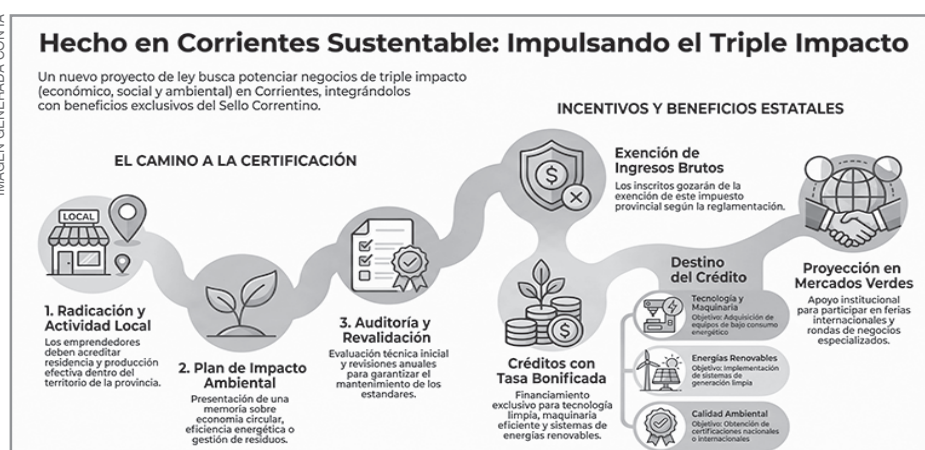 IMAGEN GENERADA CON IA
Hecho en Corrientes Sustentable: Impulsando el Triple Impacto
Un nuevo proyecto de ley busca potenciar negocios de triple impacto
(económico, social y ambiental) en Corrientes, integrándolos
con beneficios exclusivos del Sello Correntino.
EL CAMINO A LA CERTIFICACIÓN
LOCAL
1. Radicación y
Actividad Local
Los emprendedores
deben acreditar
residencia y producción
efectiva dentro del
territorio de la provincia.
2. Plan de Impacto
Ambiental
Presentación de una
memoria sobre
economía circular,
eficiencia energética o
gestión de residuos.
3. Auditoría y
Revalidación
Evaluación técnica inicial
y revisiones anuales
para garantizar el
mantenimiento de los
estandares.
INCENTIVOS Y BENEFICIOS ESTATALES
$
Exención de
Ingresos Brutos
Los inscritos gozarán de la
exención de este impuesto
provincial según la reglamentación.
$
Créditos con
Tasa Bonificada
Financiamiento
exclusivo para tecnología
limpia, maquinaria
eficiente y sistemas de
energías renovables.
Destino
del Crédito
Tecnología y
Maquinaria
Objetivo: Adquisición de
equipos de bajo consumo
energético
Energías Renovables
Objetivo: Implementación
de sistemas de
generación limpia
Calidad Ambiental
Objetivo: Obtención de
certificaciones nacionales
o internacionales
Proyección en
Mercados Verdes
Apoyo institucional
para participar en ferias
internacionales y
rondas de negocios
especializados.